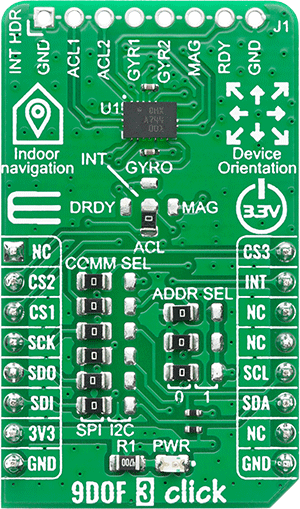 INT HDR GND ACL1 ACL2 GYR1 GYR2 MAG RDY GND J1
U1
Indoor navigation
Device Orientation
INT
GYRO
3.3V
DRDY MAG
ACL
NC CS3
COMM SEL
CS2 INT
ADDR SEL
CS1 NC
SCK NC
SDO SCL
0 1
SDI SDA
SPI I2C
3V3 NC
R1 PWR
GND GND
9DOF 3 click